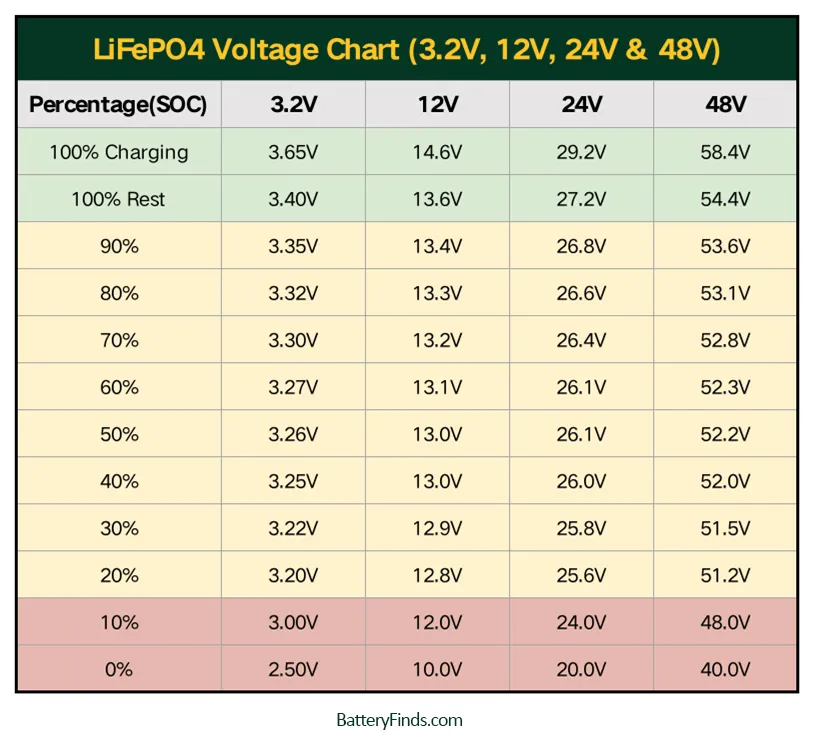 LiFePO4 Voltage Chart (3.2V, 12V, 24V & 48V)
Percentage(SOC) 3.2V 12V 24V 48V
100% Charging 3.65V 14.6V 29.2V 58.4V
100% Rest 3.40V 13.6V 27.2V 54.4V
90% 3.35V 13.4V 26.8V 53.6V
80% 3.32V 13.3V 26.6V 53.1V
70% 3.30V 13.2V 26.4V 52.8V
60% 3.27V 13.1V 26.1V 52.3V
50% 3.26V 13.0V 26.1V 52.2V
40% 3.25V 13.0V 26.0V 52.0V
30% 3.22V 12.9V 25.8V 51.5V
20% 3.20V 12.8V 25.6V 51.2V
10% 3.00V 12.0V 24.0V 48.0V
0% 2.50V 10.0V 20.0V 40.0V
BatteryFinds.com